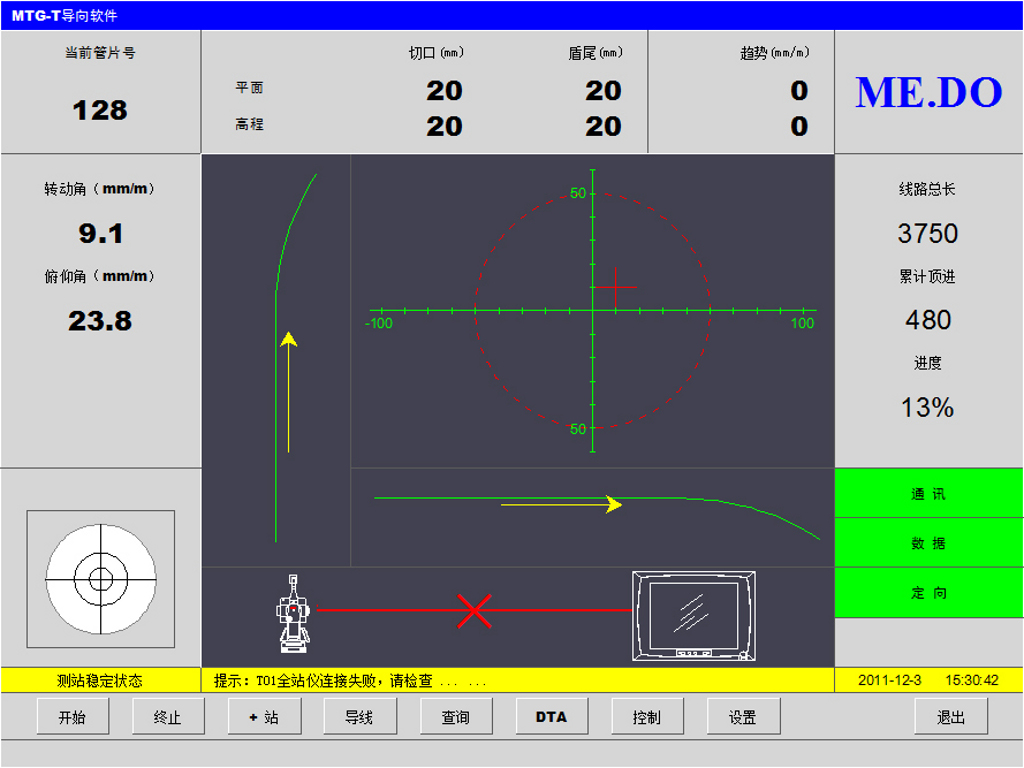 MTG-T导向软件
当前管片号
128
切口(mm) 盾尾(mm) 趋势(mm/m)
平面 20 20 0
高程 20 20 0
ME.DO
转动角(mm/m)
9.1
俯仰角(mm/m)
23.8
50
-100 100
50
线路总长
3750
累计顶进
480
进度
13%
通 讯
数 据
定 向
测站稳定状态 提示: T01全站仪连接失败，请检查 ... ... 2011-12-3 15:30:42
开始 终止 + 站 导线 查询 DTA 控制 设置 退出